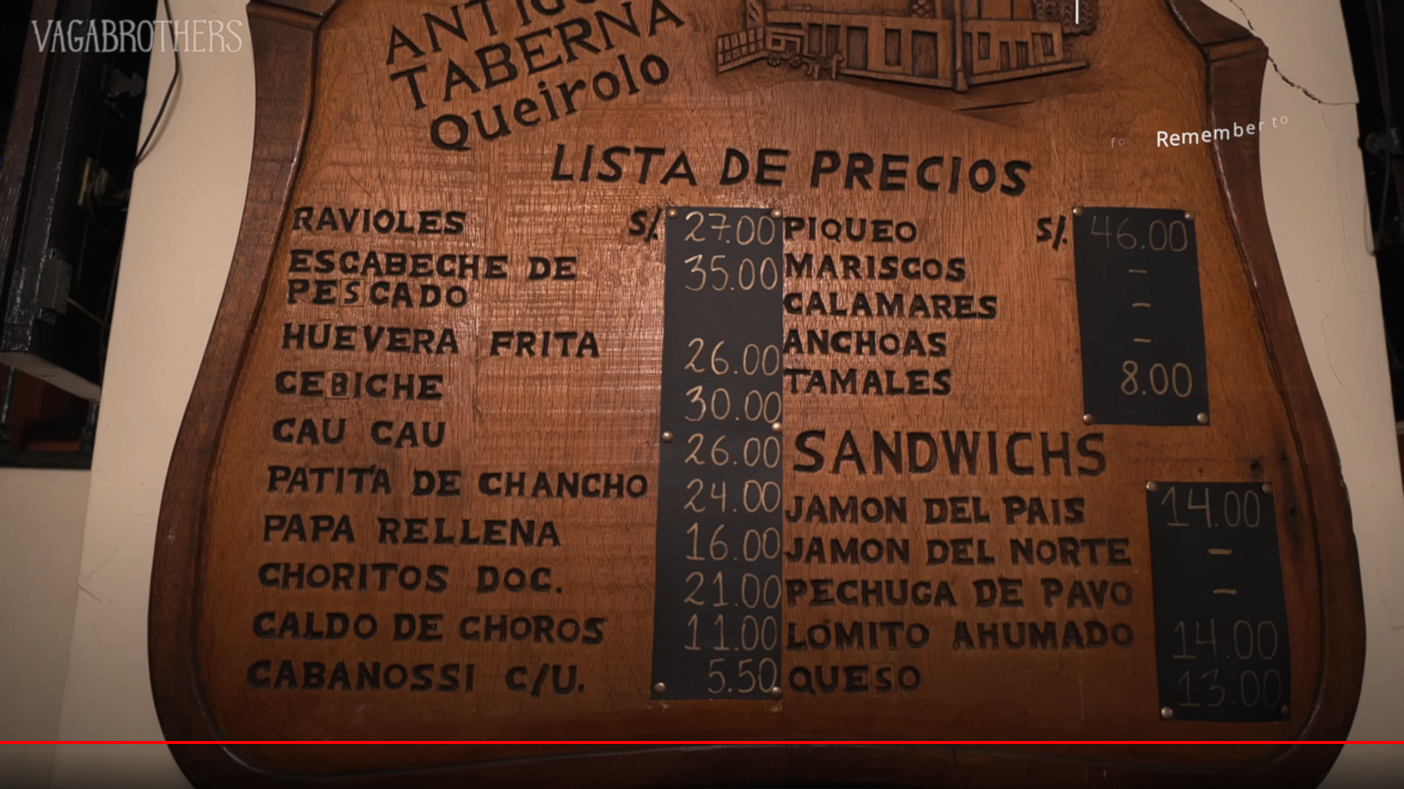 VAGABROTHERS
TABERNA
Queirolo
Remember to
LISTA DE PRECIOS
RAVIOLES S/. 27.00
ESCABECHE DE 35.00
PESCADO
HUEVERA FRITA 26.00
CEBICHE 30.00
CAU CAU 26.00
PATITA DE CHANCHO 24.00
PAPA RELLENA 16.00
CHORITOS DOC. 21.00
CALDO DE CHOROS 11.00
CABANOSSI C/U. 5.50
PIQUEO S/. 46.00
MARISCOS –
CALAMARES –
ANCHOAS –
TAMALES 8.00
SANDWICHS
JAMON DEL PAIS 14.00
JAMON DEL NORTE –
PECHUGA DE PAVO –
LOMITO AHUMADO 14.00
QUESO 13.00